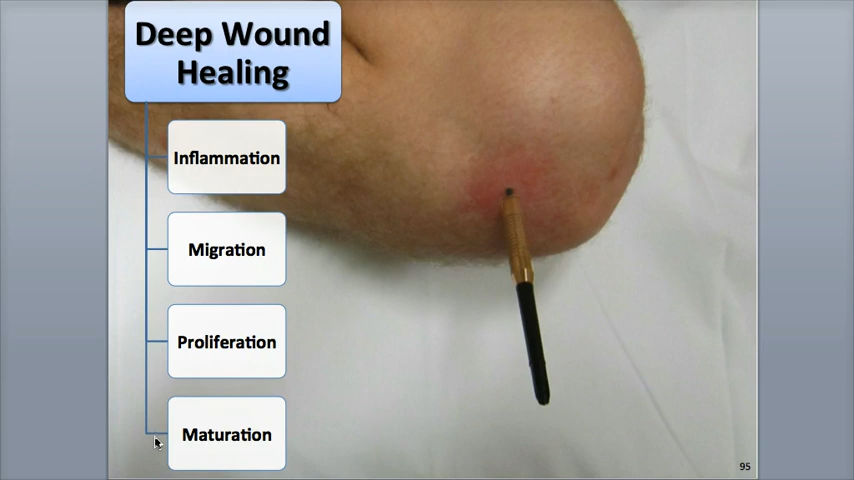 Deep Wound
Healing
Inflammation
Migration
Proliferation
Maturation
95